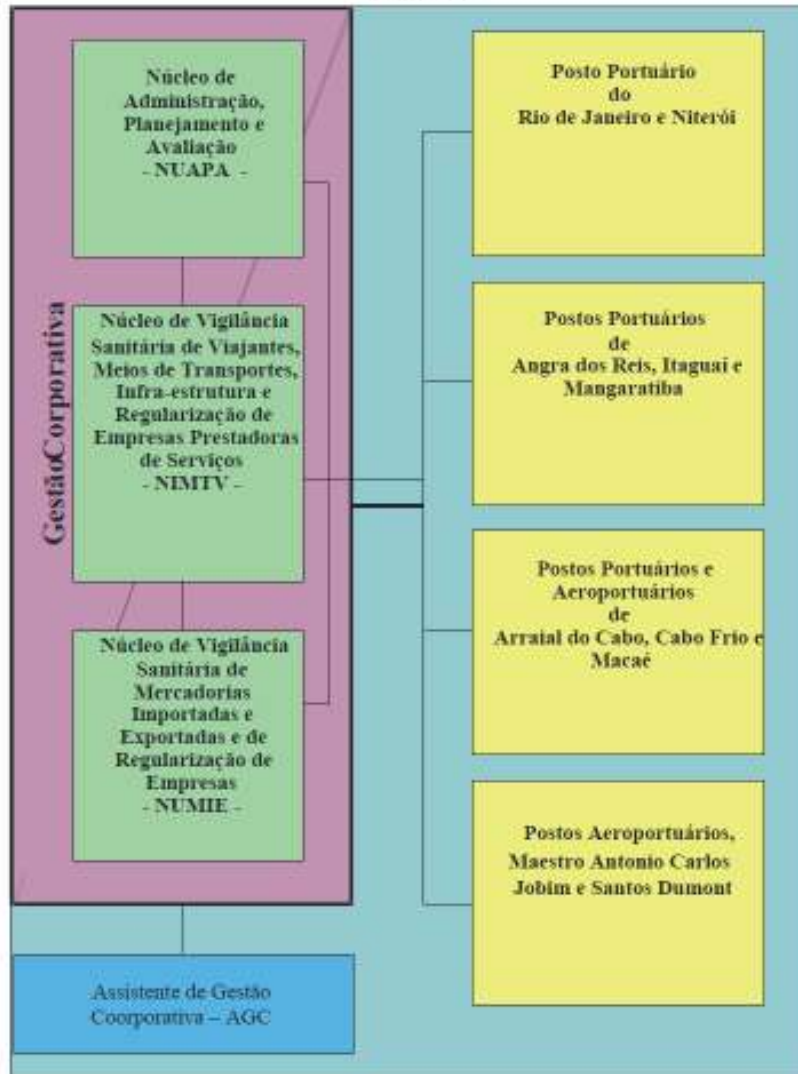 Núcleo de
Administração,
Planejamento e
Avaliação
- NUAPA -
GestãoCorporativa
Núcleo de Vigilância
Sanitária de Viajantes,
Meios de Transportes,
Infra-estrutura e
Regularização de
Empresas Prestadoras
de Serviços
- NIMTV -
Núcleo de Vigilância
Sanitária de
Mercadorias
Importadas e
Exportadas e de
Regularização de
Empresas
- NUMIE -
Assistente de Gestão
Coorporativa – AGC
Posto Portuário
do
Rio de Janeiro e Niterói
Postos Portuários
de
Angra dos Reis, Itaguaí e
Mangaratiba
Postos Portuários e
Aeroportuários
de
Arraial do Cabo, Cabo Frio e
Macaé
Postos Aeroportuários,
Maestro Antonio Carlos
Jobim e Santos Dumont